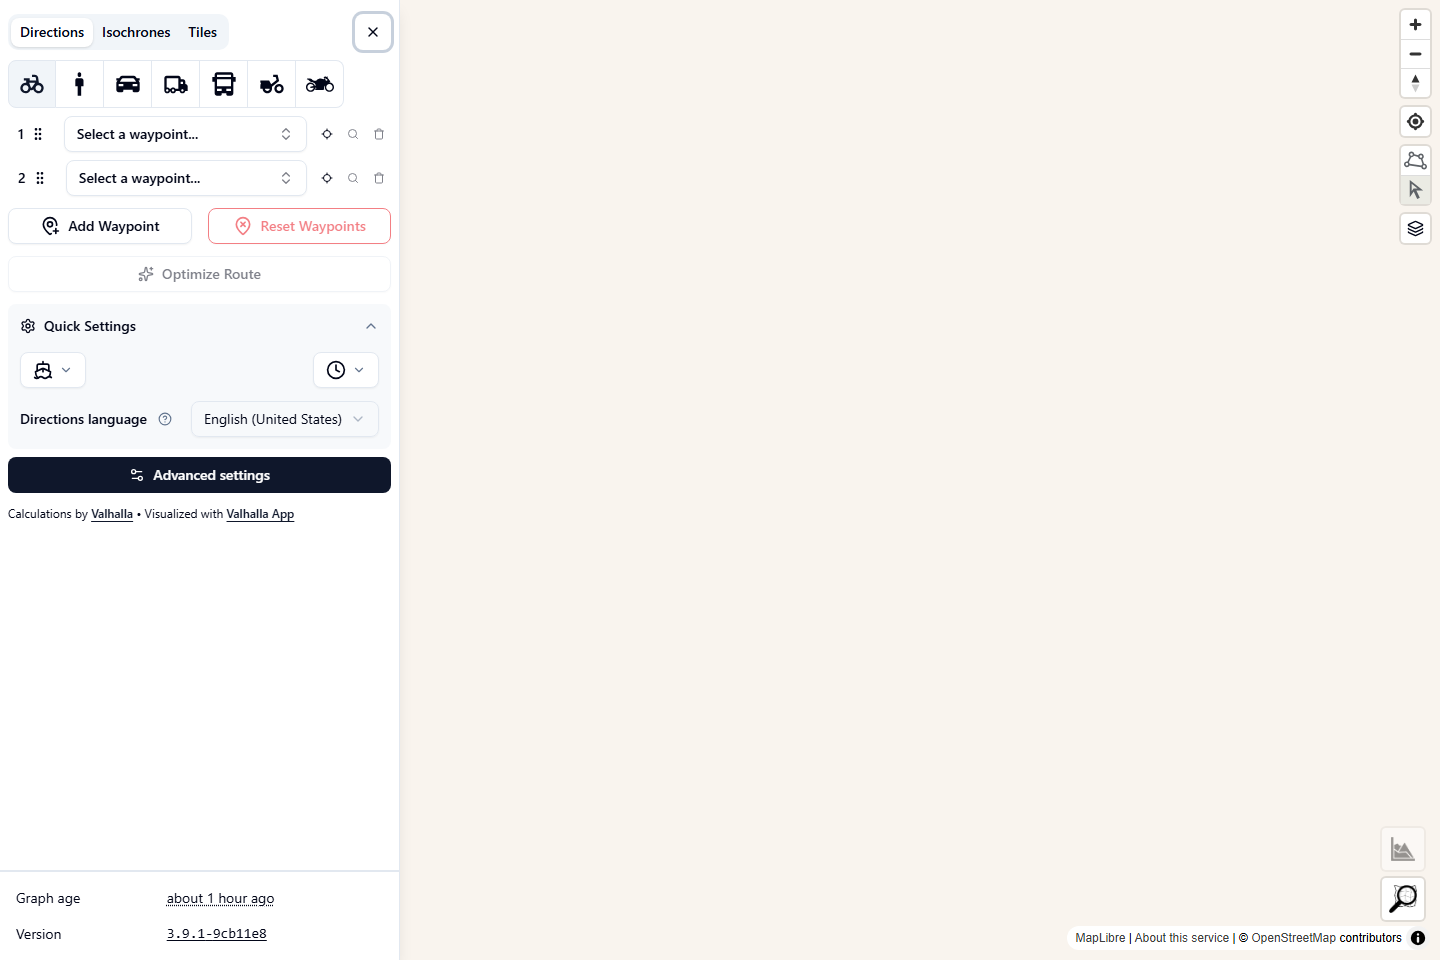 Directions Isochrones Tiles
1 Select a waypoint...
2 Select a waypoint...
Add Waypoint Reset Waypoints
Optimize Route
Quick Settings
Directions language English (United States)
Advanced settings
Calculations by Valhalla • Visualized with Valhalla App
Graph age about 1 hour ago
Version 3.9.1-9cb11e8
MapLibre | About this service | © OpenStreetMap contributors